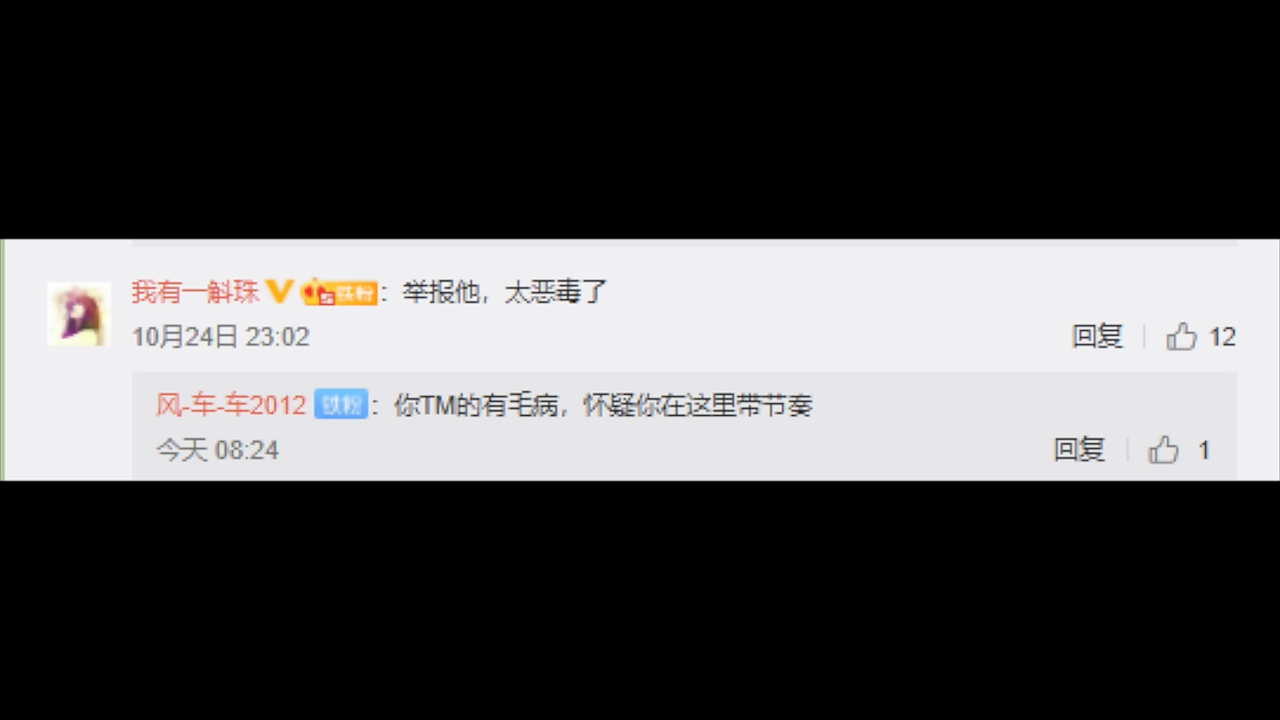 我有一斛珠 铁粉：举报他，太恶毒了
10月24日 23:02
回复 12
风-车-车2012 铁粉：你TM的有毛病，怀疑你在这里带节奏
今天 08:24
回复 1